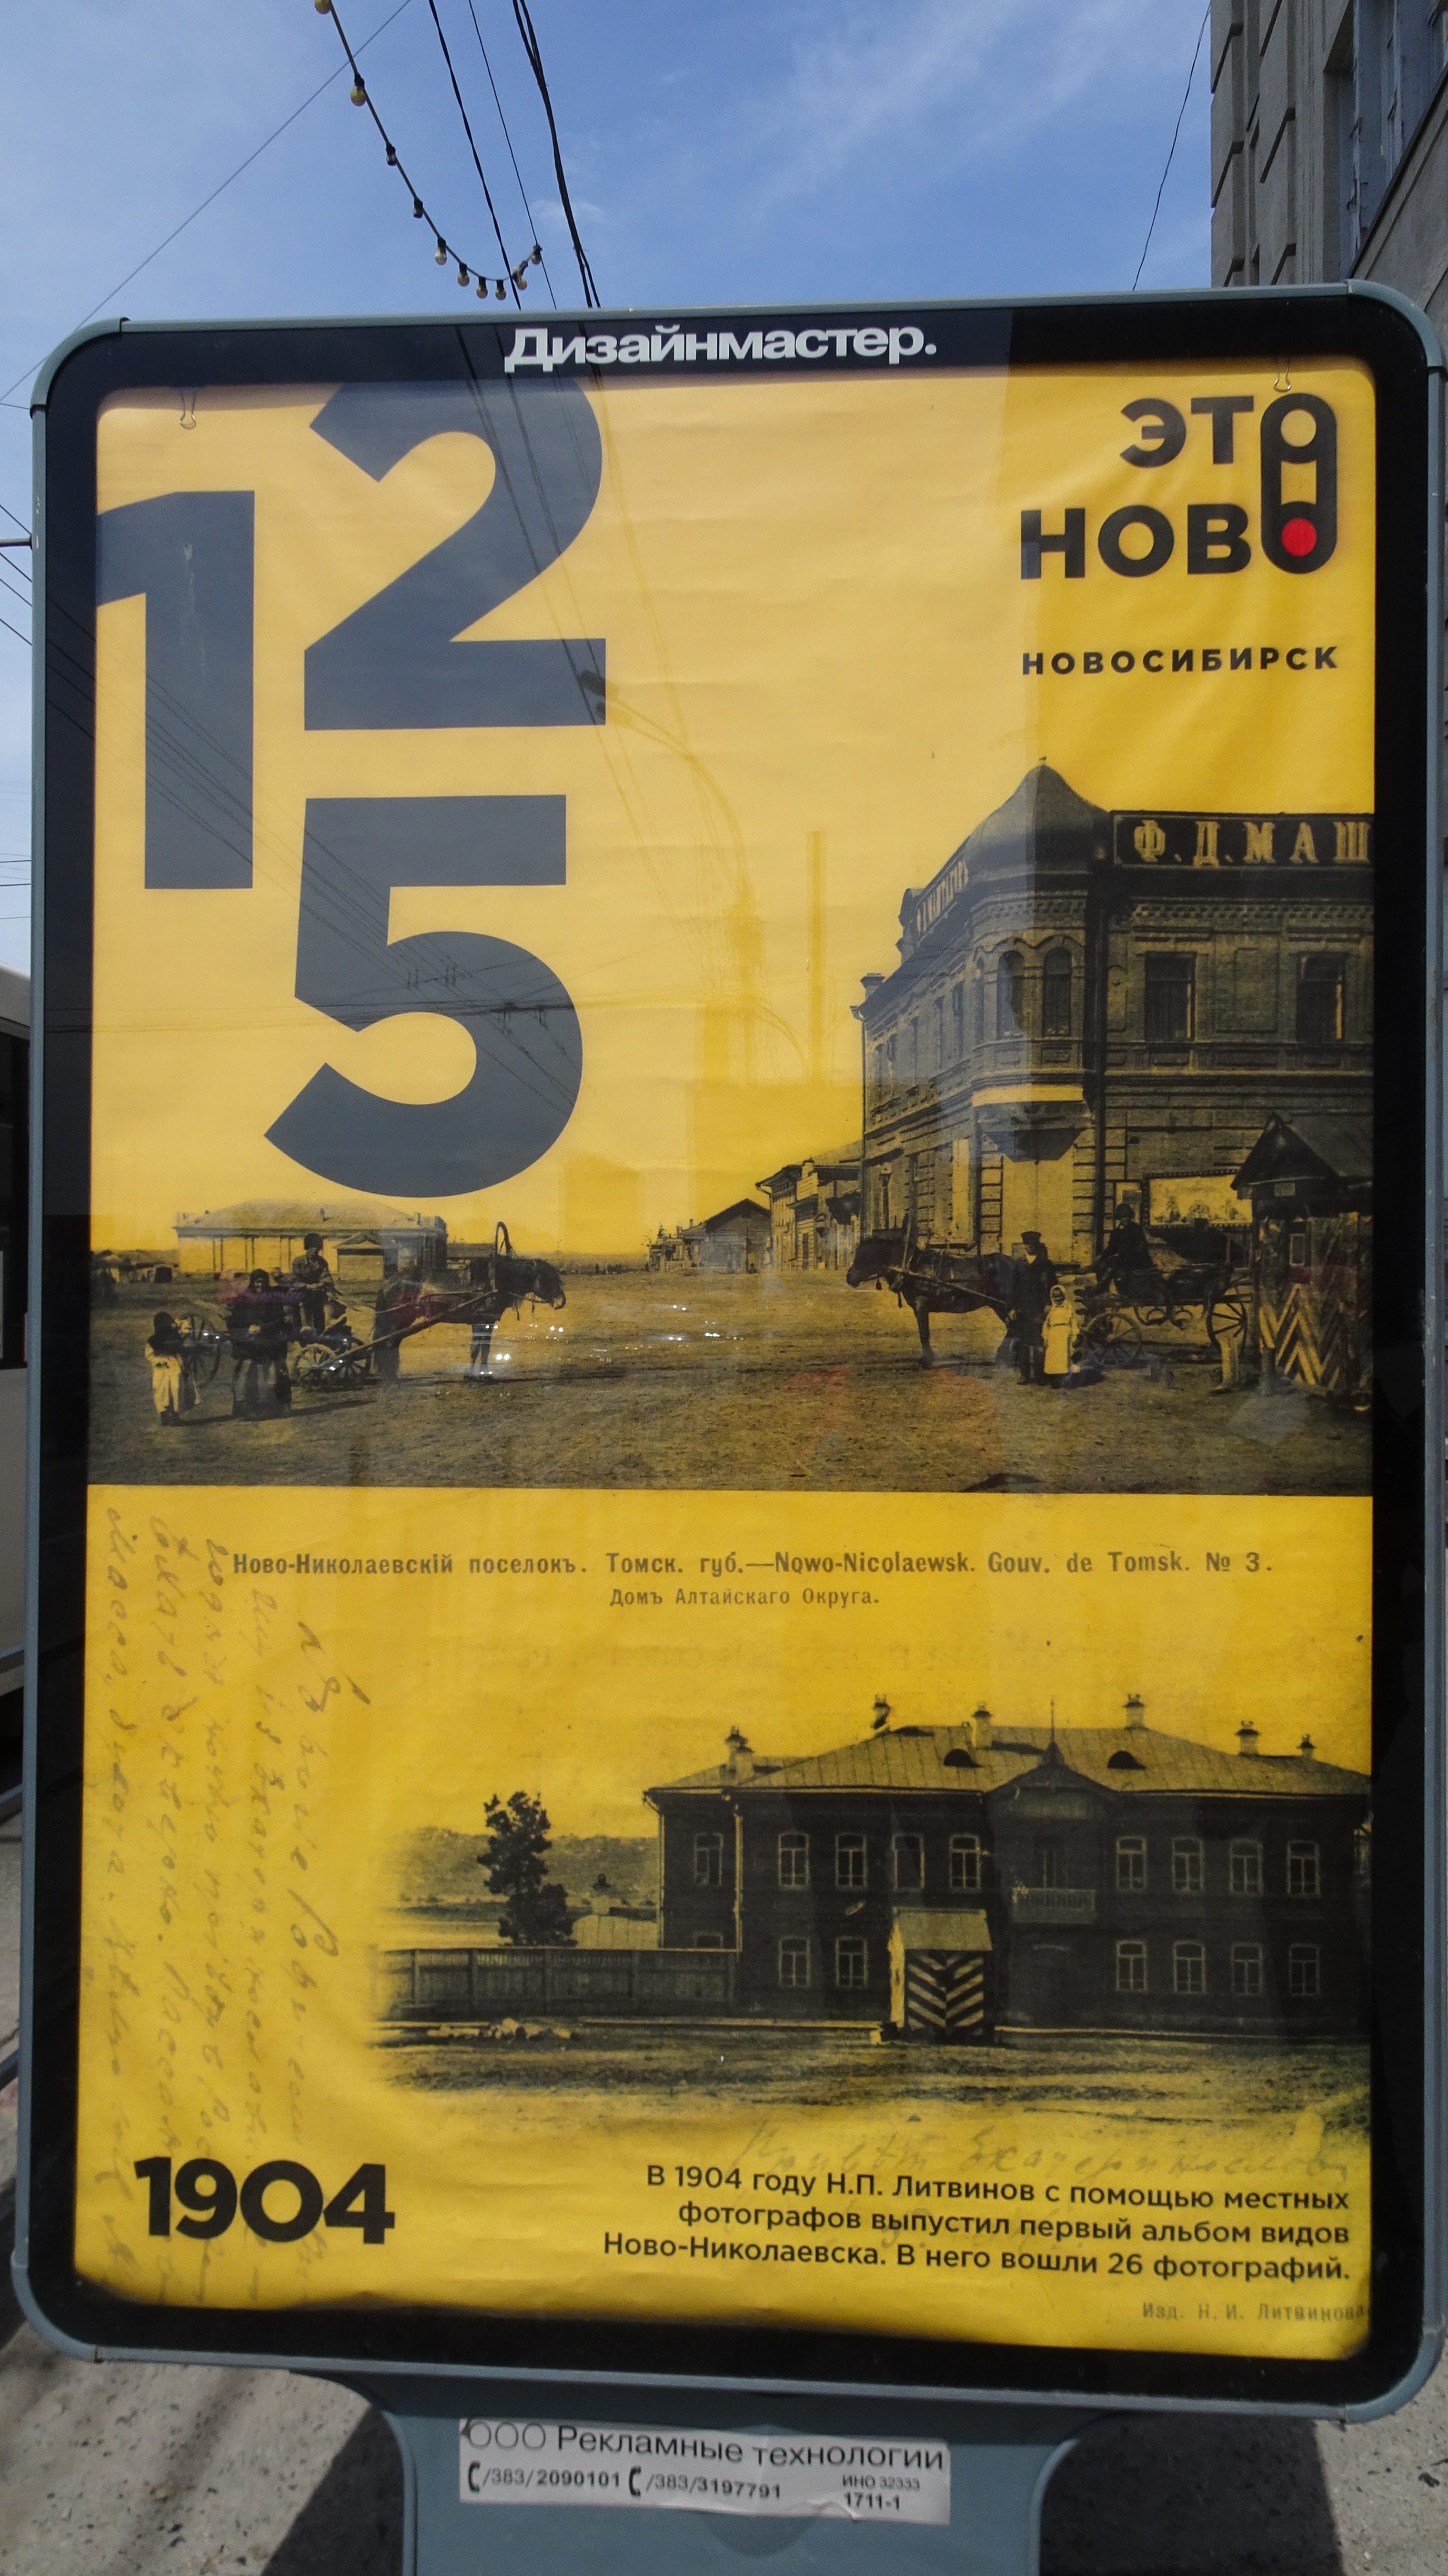 Дизайнмастер.
125
ЭТО
НОВО
НОВОСИБИРСК
Ф.Д.МАШ
Ново-Николаевскій поселокъ. Томск. губ.—Nowo-Nicolaewsk. Gouv. de Tomsk. № 3.
Домъ Алтайскаго Округа.
1904
В 1904 году Н.П. Литвинов с помощью местных
фотографов выпустил первый альбом видов
Ново-Николаевска. В него вошли 26 фотографий.
Изд. Н. И. Литвинова
ООО Рекламные технологии
/383/2090101 /383/3197791
ИНО 32333
1711-1